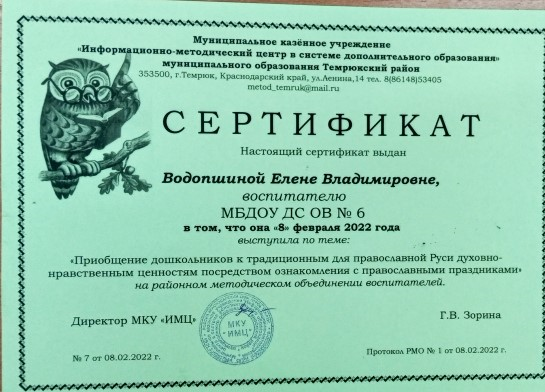 Муниципальное казённое учреждение
«Информационно-методический центр в системе дополнительного образования»
муниципального образования Темрюкский район
353500, г.Темрюк, Краснодарский край, ул.Ленина,14 тел. 8(86148)53405
metod_temruk@mail.ru
СЕРТИФИКАТ
Настоящий сертификат выдан
Водопшиной Елене Владимировне,
воспитателю
МБДОУ ДС ОВ № 6
в том, что она «8» февраля 2022 года
выступила по теме:
«Приобщение дошкольников к традиционным для православной Руси духовно-
нравственным ценностям посредством ознакомления с православными праздниками»
на районном методическом объединении воспитателей.
Директор МКУ «ИМЦ»
МКУ
"ИМЦ"
Г.В. Зорина
№ 7 от 08.02.2022 г.
Протокол РМО № 1 от 08.02.2022 г.